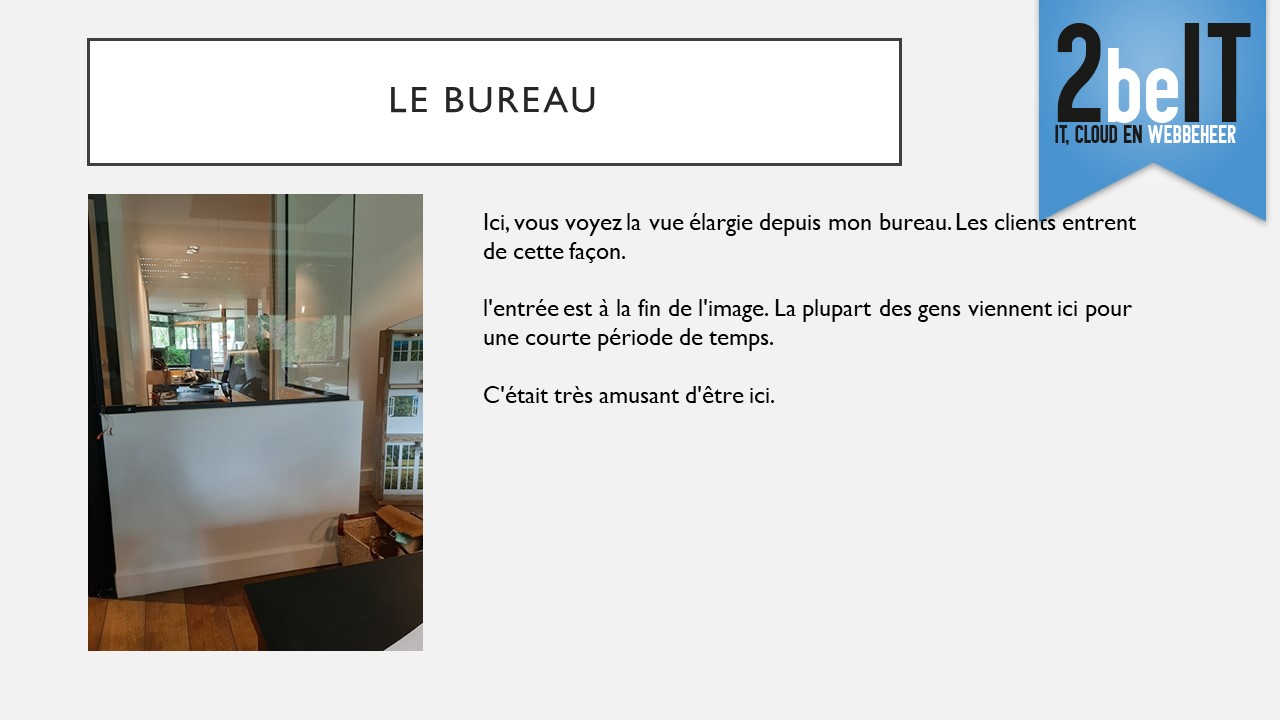 LE BUREAU
2beIT
IT, CLOUD EN WEBBEHEER
Ici, vous voyez la vue élargie depuis mon bureau. Les clients entrent
de cette façon.
l'entrée est à la fin de l'image. La plupart des gens viennent ici pour
une courte période de temps.
C'était très amusant d'être ici.